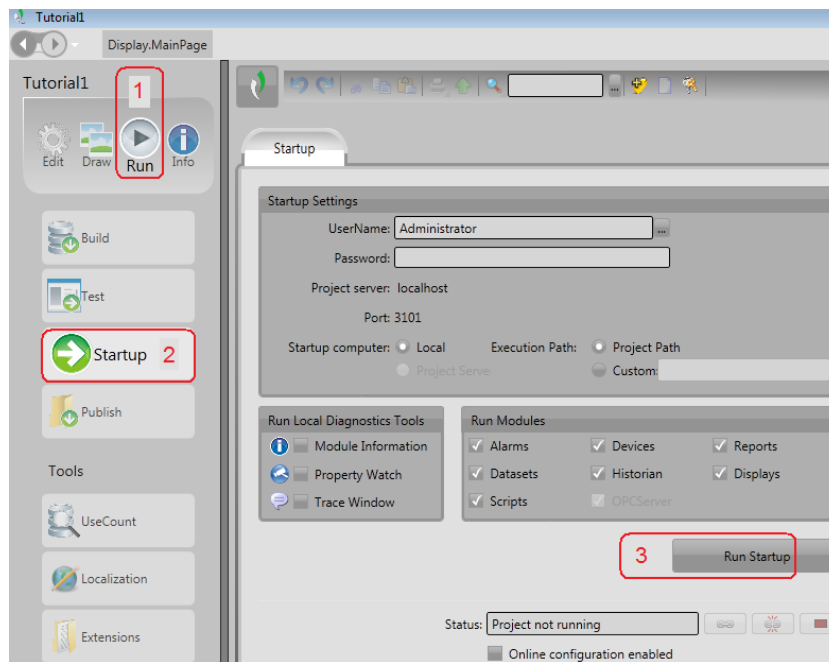 Tutorial1
Display.MainPage
Tutorial1
1
Edit Draw Run Info
Build
Test
Startup 2
Publish
Tools
UseCount
Localization
Extensions
...
Startup
Startup Settings
UserName: Administrator ...
Password:
Project server: localhost
Port: 3101
Startup computer: Local Execution Path: Project Path
Project Serve Custom:
Run Local Diagnostics Tools
Module Information
Property Watch
Trace Window
Run Modules
Alarms Devices Reports
Datasets Historian Displays
Scripts OPCServer
3 Run Startup
Status: Project not running
Online configuration enabled